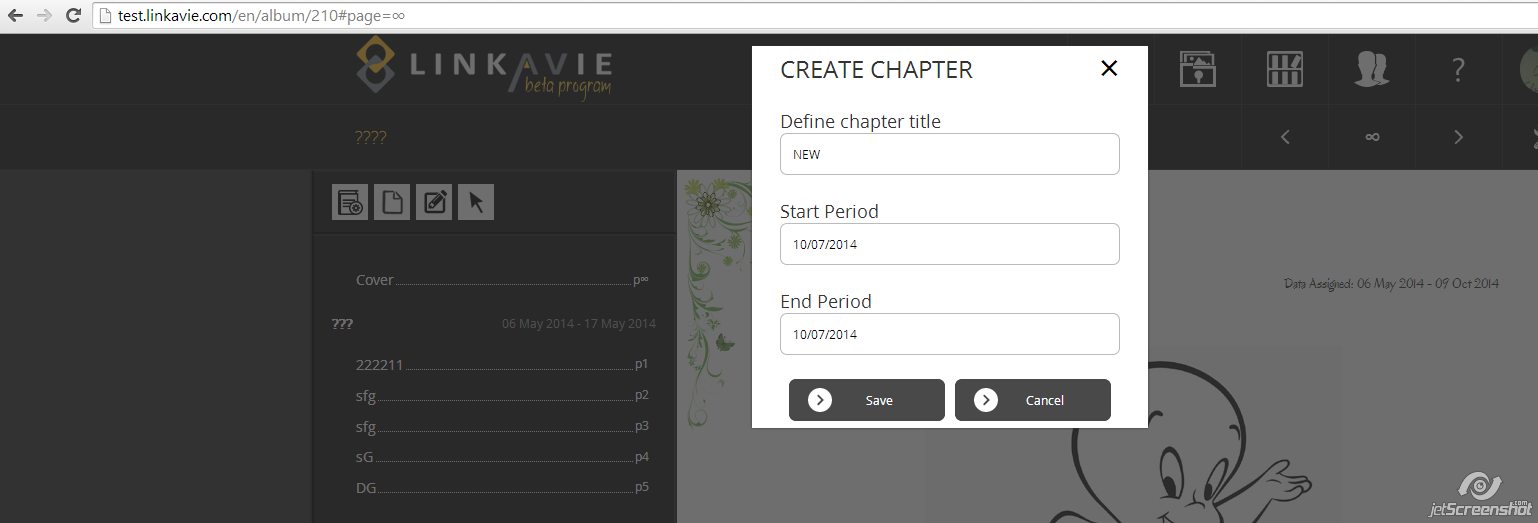 test.linkavie.com/en/album/210#page=∞
LINKAVIE
beta program
?
????
∞
CREATE CHAPTER
Define chapter title
NEW
Start Period
10/07/2014
End Period
10/07/2014
Save
Cancel
Cover p∞
??? 06 May 2014 - 17 May 2014
222211 p1
sfg p2
sfg p3
sG p4
DG p5
Data Assigned: 06 May 2014 - 09 Oct 2014
jetScreenshot.com